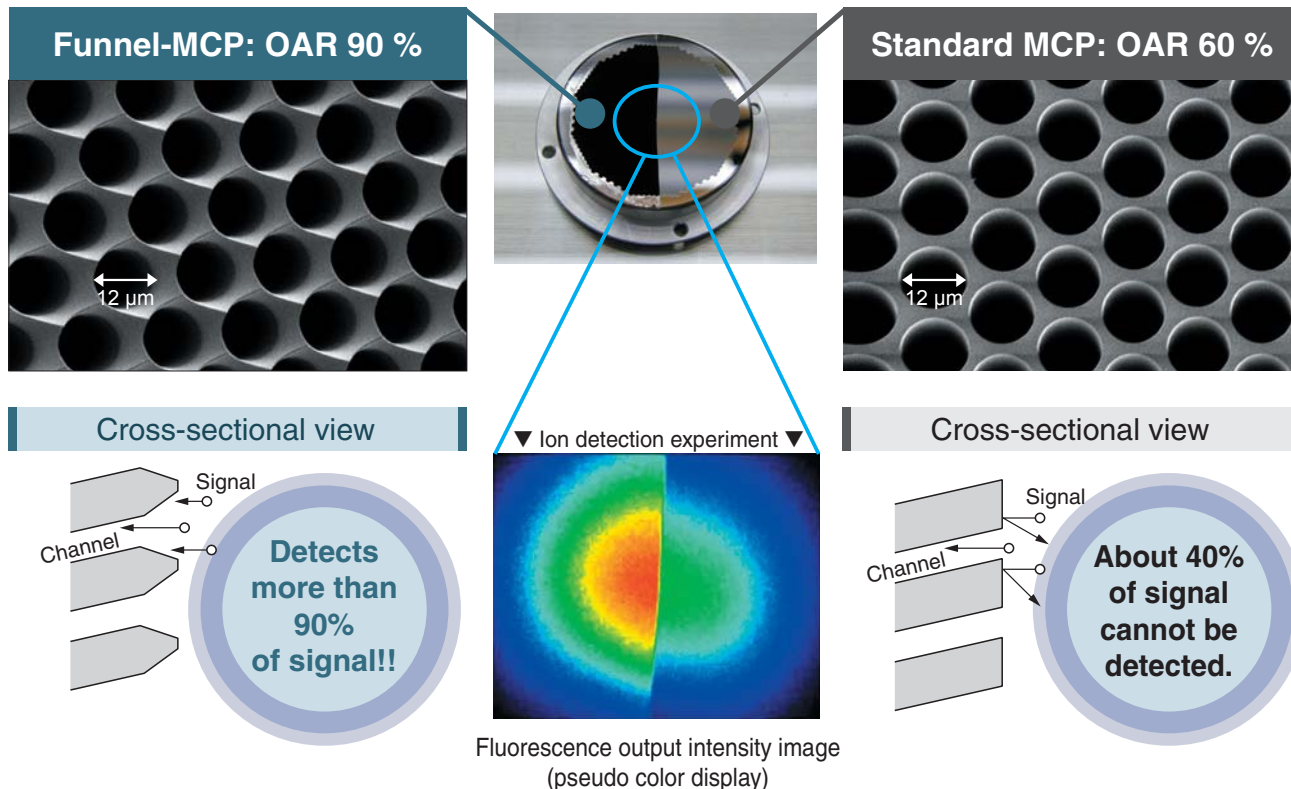 Funnel-MCP: OAR 90 %
Standard MCP: OAR 60 %
12 µm
12 µm
Cross-sectional view
Signal
Channel
Detects
more than
90%
of signal!!
▼ Ion detection experiment ▼
Fluorescence output intensity image
(pseudo color display)
Cross-sectional view
Signal
Channel
About 40%
of signal
cannot be
detected.